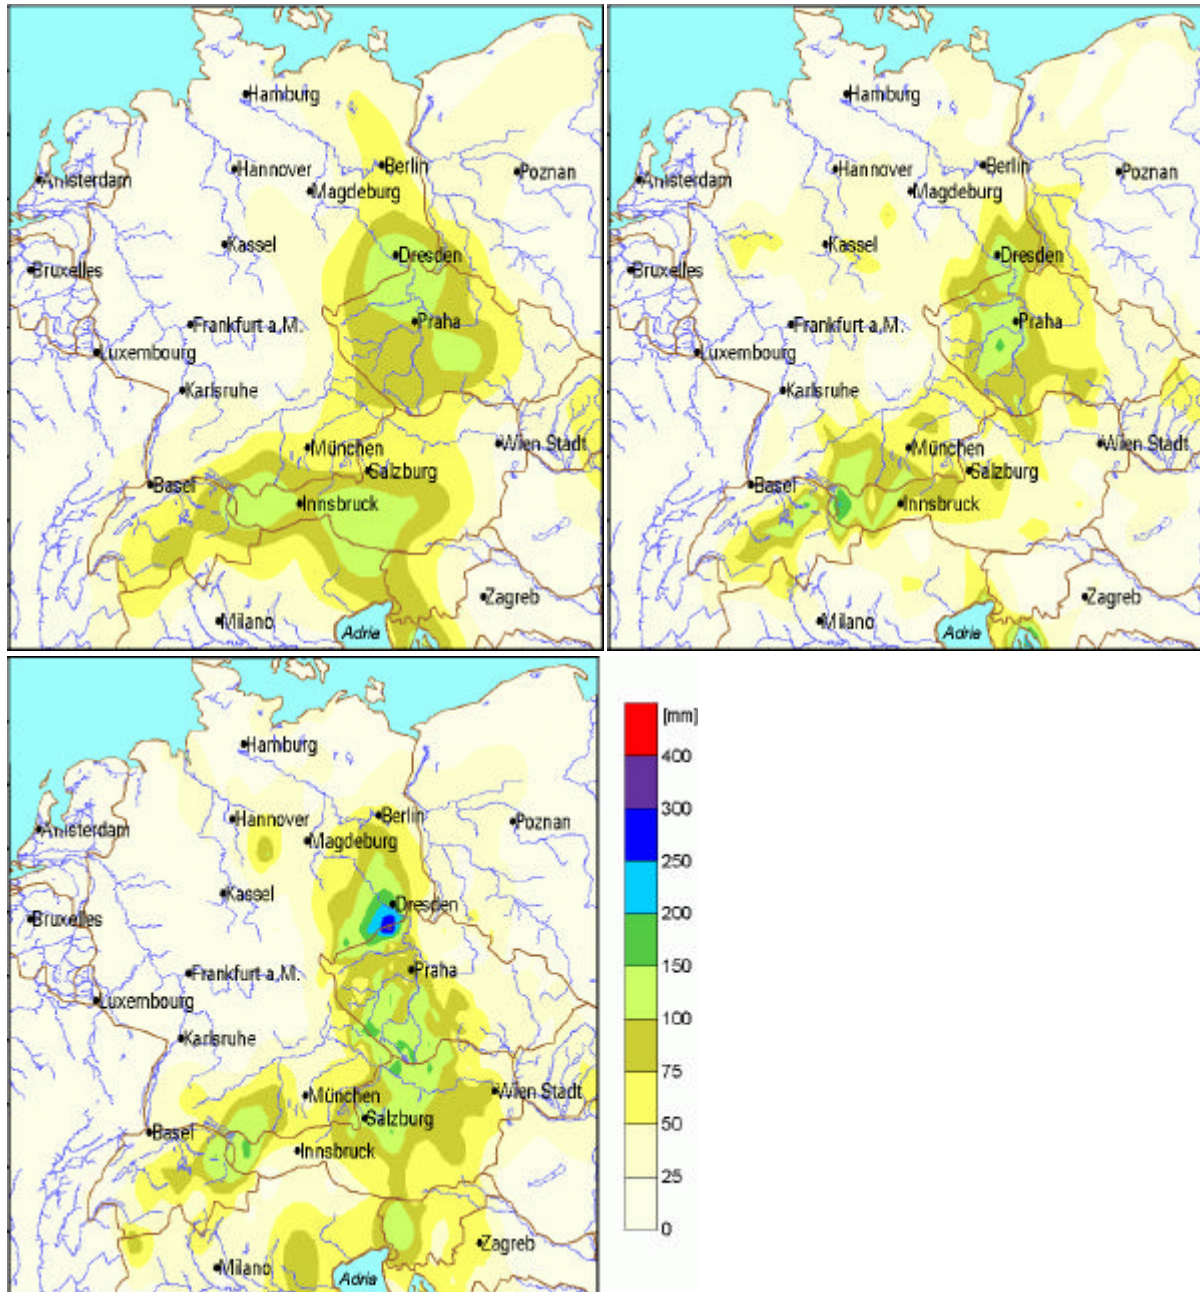 Hamburg
Hannover
Berlin
Poznan
Amsterdam
Magdeburg
Kassel
Dresden
Bruxelles
Frankfurt a.M.
Praha
Luxembourg
Karlsruhe
München
Wien Stadt
Salzburg
Basel
Innsbruck
Zagreb
Milano
Adria
Hamburg
Hannover
Berlin
Poznan
Amsterdam
Magdeburg
Kassel
Dresden
Bruxelles
Frankfurt a.M.
Praha
Luxembourg
Karlsruhe
München
Wien Stadt
Salzburg
Basel
Innsbruck
Zagreb
Milano
Adria
Hamburg
Hannover
Berlin
Poznan
Amsterdam
Magdeburg
Kassel
Dresden
Bruxelles
Frankfurt a.M.
Praha
Luxembourg
Karlsruhe
München
Wien Stadt
Salzburg
Basel
Innsbruck
Zagreb
Milano
Adria
[mm]
400
300
250
200
150
100
75
50
25
0